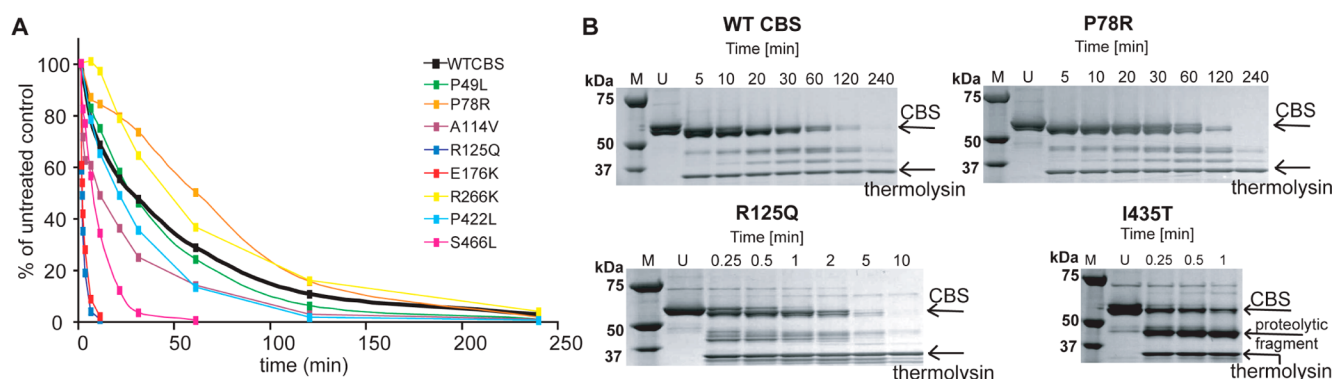 A
% of untreated control
100
80
60
40
20
0
0 50 100 150 200 250
time (min)
WTCBS
P49L
P78R
A114V
R125Q
E176K
R266K
P422L
S466L
B
WT CBS
Time [min]
kDa M U 5 10 20 30 60 120 240
75
50
37
CBS
thermolysin
P78R
Time [min]
kDa M U 5 10 20 30 60 120 240
75
50
37
CBS
thermolysin
R125Q
Time [min]
kDa M U 0.25 0.5 1 2 5 10
75
50
37
CBS
thermolysin
I435T
Time [min]
kDa M U 0.25 0.5 1
75
50
37
CBS
proteolytic
fragment
thermolysin